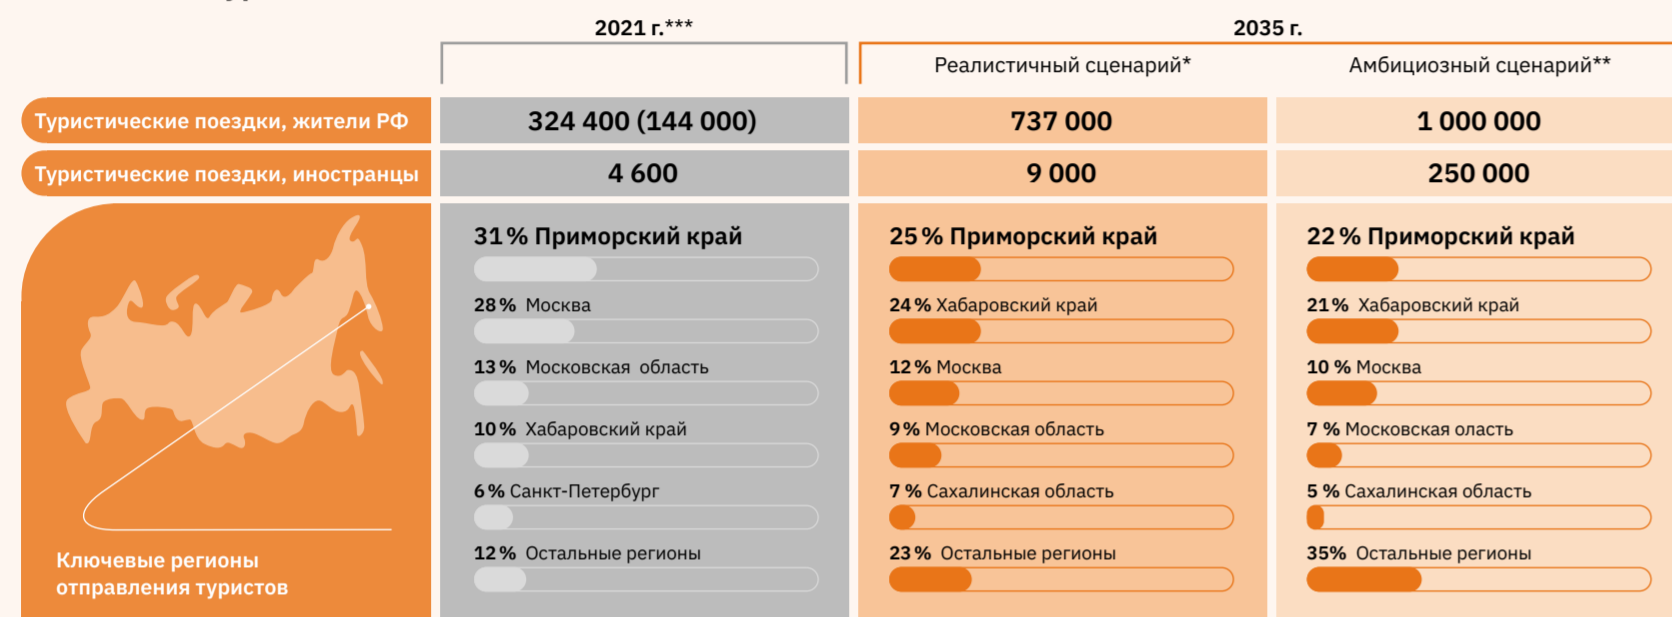 2021 г.***
2035 г.
Реалистичный сценарий*
Амбициозный сценарий**
Туристические поездки, жители РФ
324 400 (144 000)
737 000
1 000 000
Туристические поездки, иностранцы
4 600
9 000
250 000
Ключевые регионы
отправления туристов
31 % Приморский край
28 % Москва
13 % Московская область
10 % Хабаровский край
6 % Санкт-Петербург
12 % Остальные регионы
25 % Приморский край
24 % Хабаровский край
12 % Москва
9 % Московская область
7 % Сахалинская область
23 % Остальные регионы
22 % Приморский край
21 % Хабаровский край
10 % Москва
7 % Московская оласть
5 % Сахалинская область
35% Остальные регионы